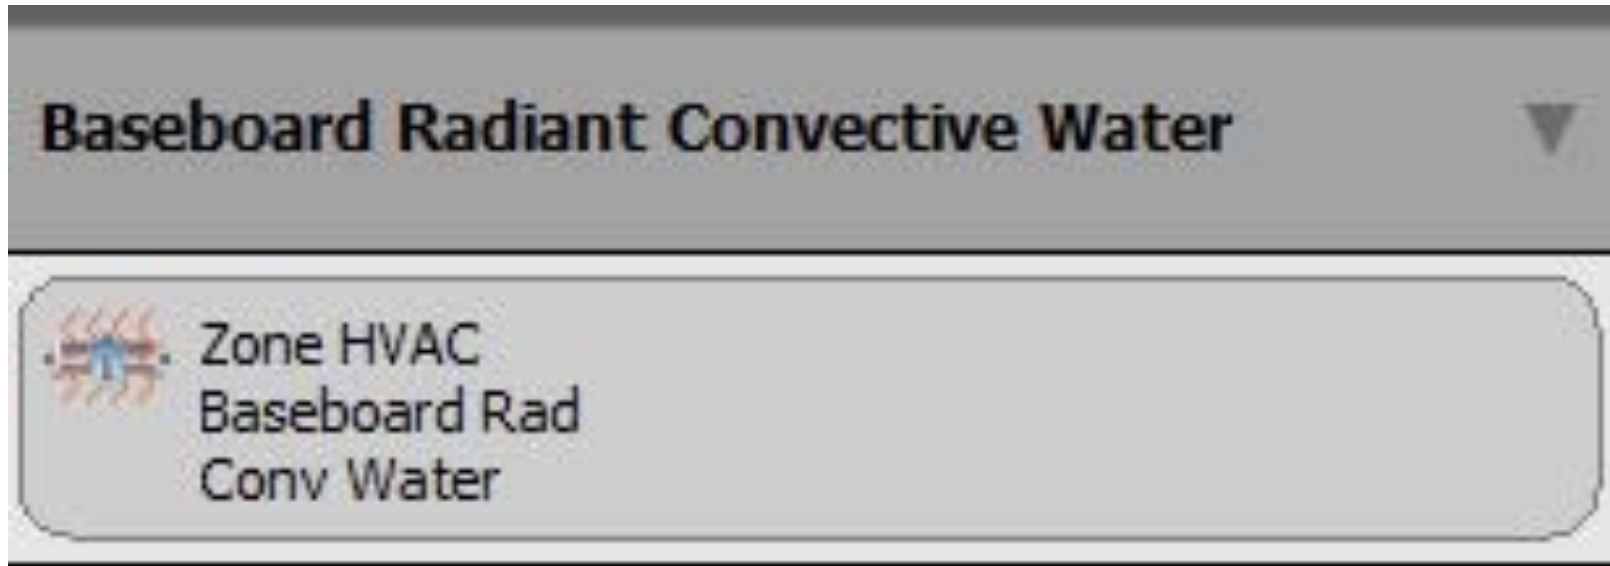 Baseboard Radiant Convective Water
Zone HVAC
Baseboard Rad
Conv Water